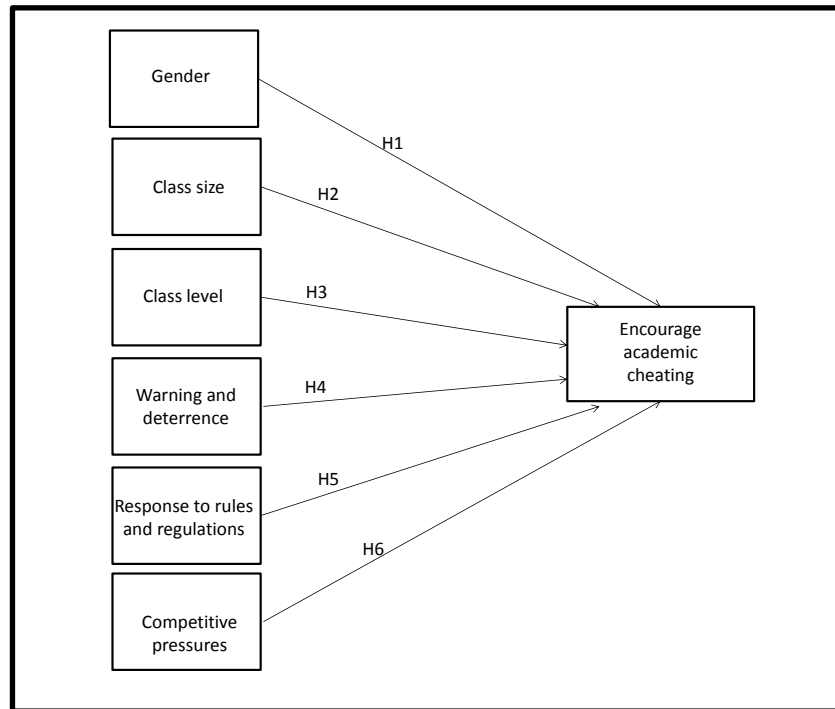 Gender
H1
Class size
H2
Class level
H3
Encourage
academic
cheating
Warning and
deterrence
H4
Response to rules
and regulations
H5
H6
Competitive
pressures